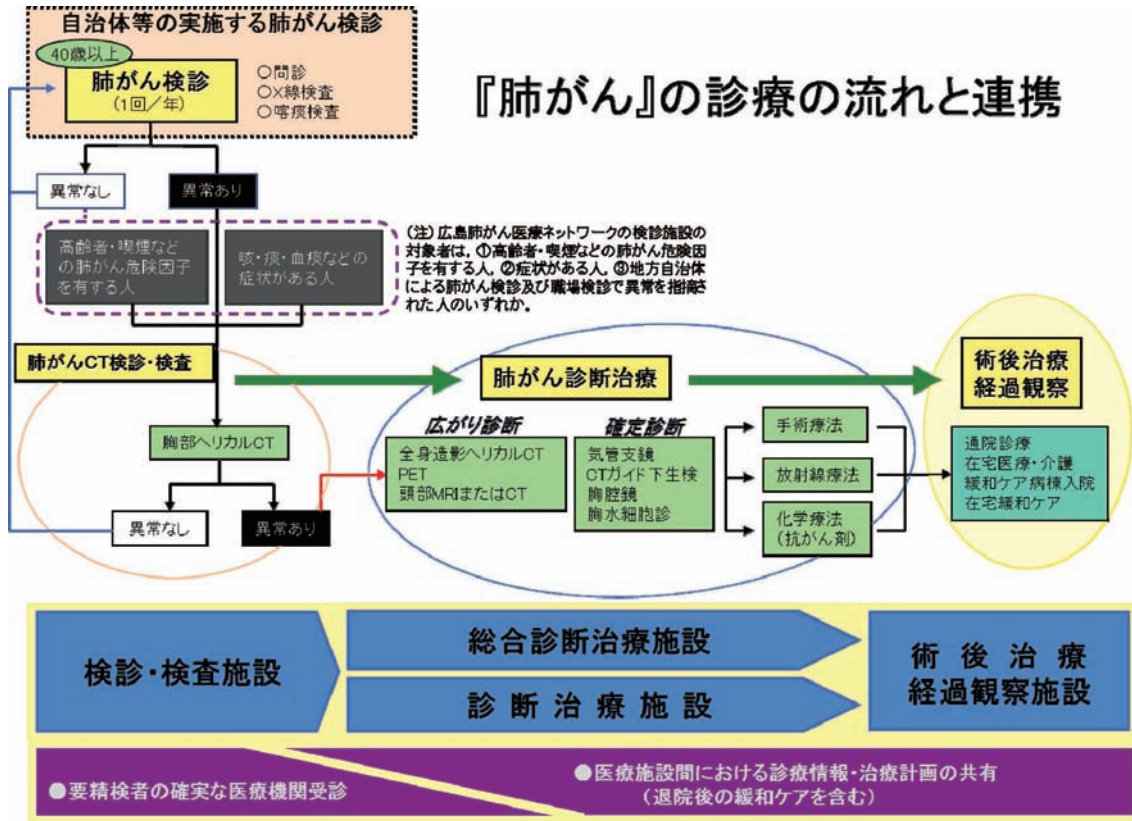 自治体等の実施する肺がん検診
40歳以上
肺がん検診
(1回/年)
○問診
○X線検査
○喀痰検査
『肺がん』の診療の流れと連携
異常なし
異常あり
高齢者・喫煙など
の肺がん危険因子
を有する人
咳・痰・血痰などの
症状がある人
(注)広島肺がん医療ネットワークの検診施設の
対象者は,①高齢者・喫煙などの肺がん危険因
子を有する人,②症状がある人,③地方自治体
による肺がん検診及び職場検診で異常を指摘さ
れた人のいずれか。
肺がんCT検診・検査
胸部ヘリカルCT
異常なし
異常あり
肺がん診断治療
広がり診断
全身造影ヘリカルCT
PET
頭部MRIまたはCT
確定診断
気管支鏡
CTガイド下生検
胸腔鏡
胸水細胞診
手術療法
放射線療法
化学療法
(抗がん剤)
術後治療
経過観察
通院診療
在宅医療・介護
緩和ケア病棟入院
在宅緩和ケア
検診・検査施設
総合診断治療施設
診断治療施設
術後治療
経過観察施設
●要精検者の確実な医療機関受診
●医療施設間における診療情報・治療計画の共有
(退院後の緩和ケアを含む)